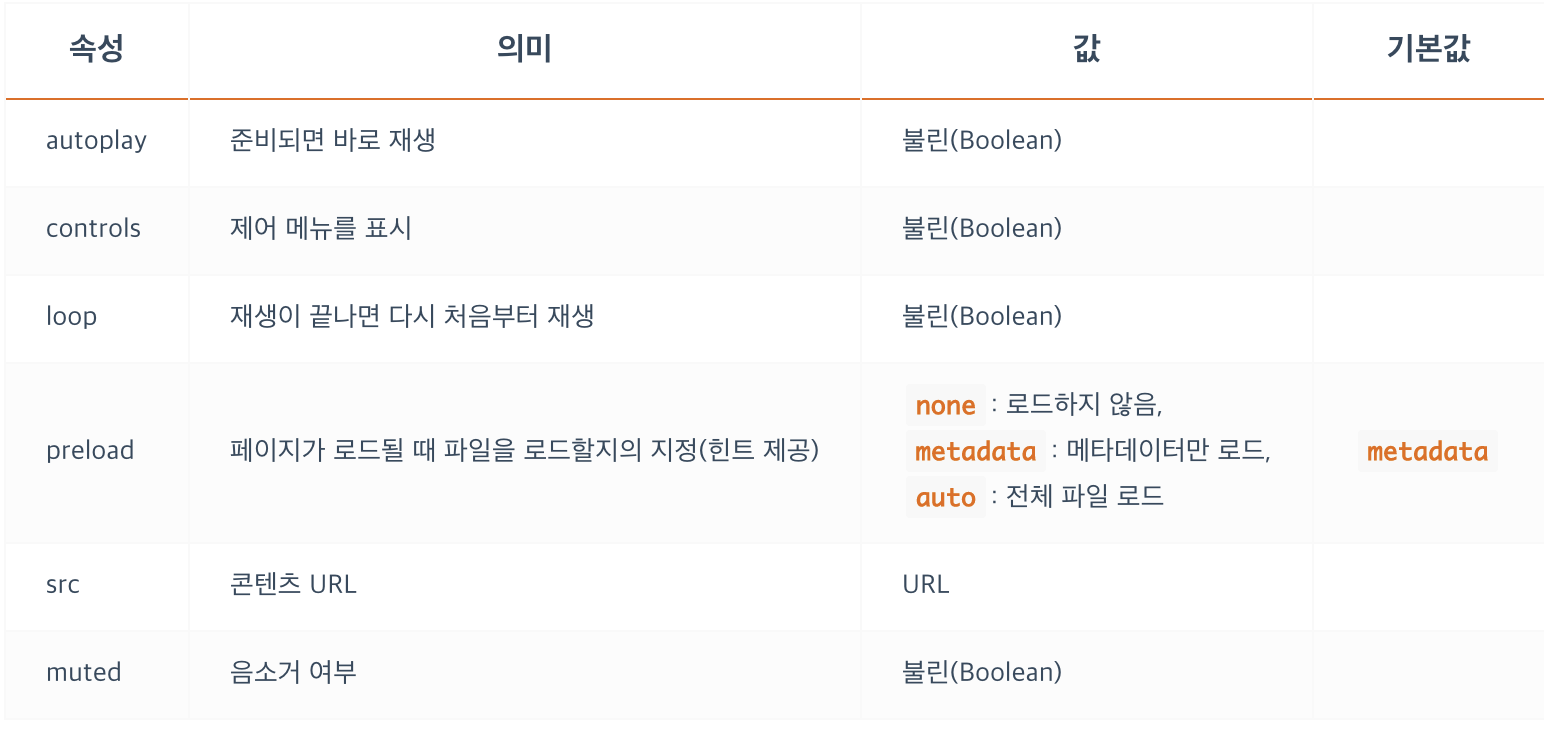 속성 의미 값 기본값
autoplay 준비되면 바로 재생 불린(Boolean)
controls 제어 메뉴를 표시 불린(Boolean)
loop 재생이 끝나면 다시 처음부터 재생 불린(Boolean)
none : 로드하지 않음,
preload 페이지가 로드될 때 파일을 로드할지의 지정(힌트 제공) metadata : 메타데이터만 로드, metadata
auto : 전체 파일 로드
src 콘텐츠 URL URL
muted 음소거 여부 불린(Boolean)